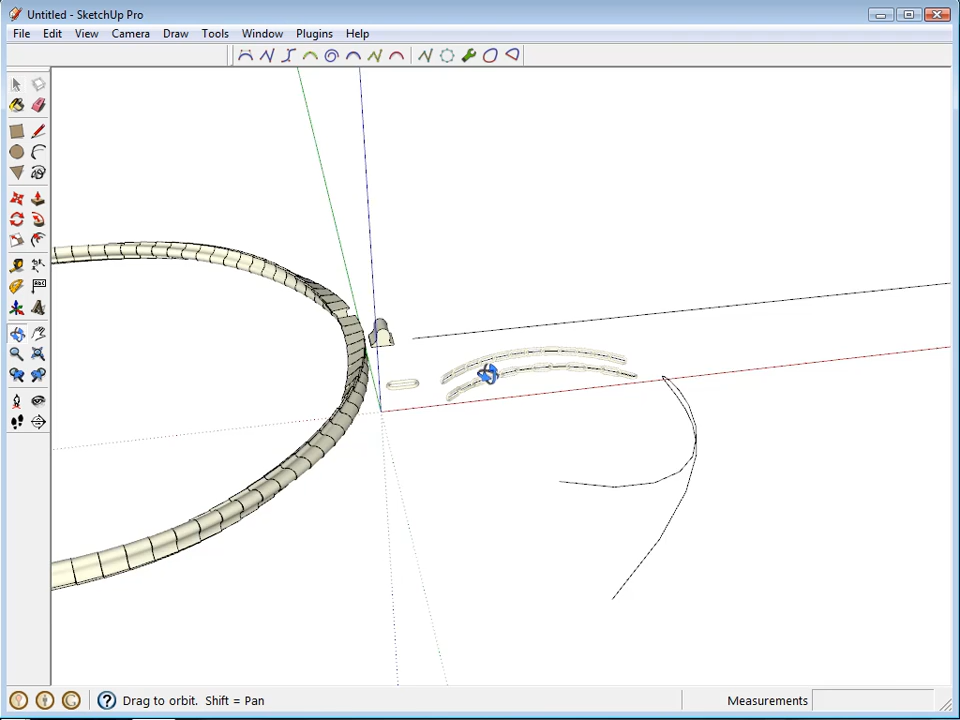 Untitled - SketchUp Pro
File Edit View Camera Draw Tools Window Plugins Help
Drag to orbit. Shift = Pan
Measurements